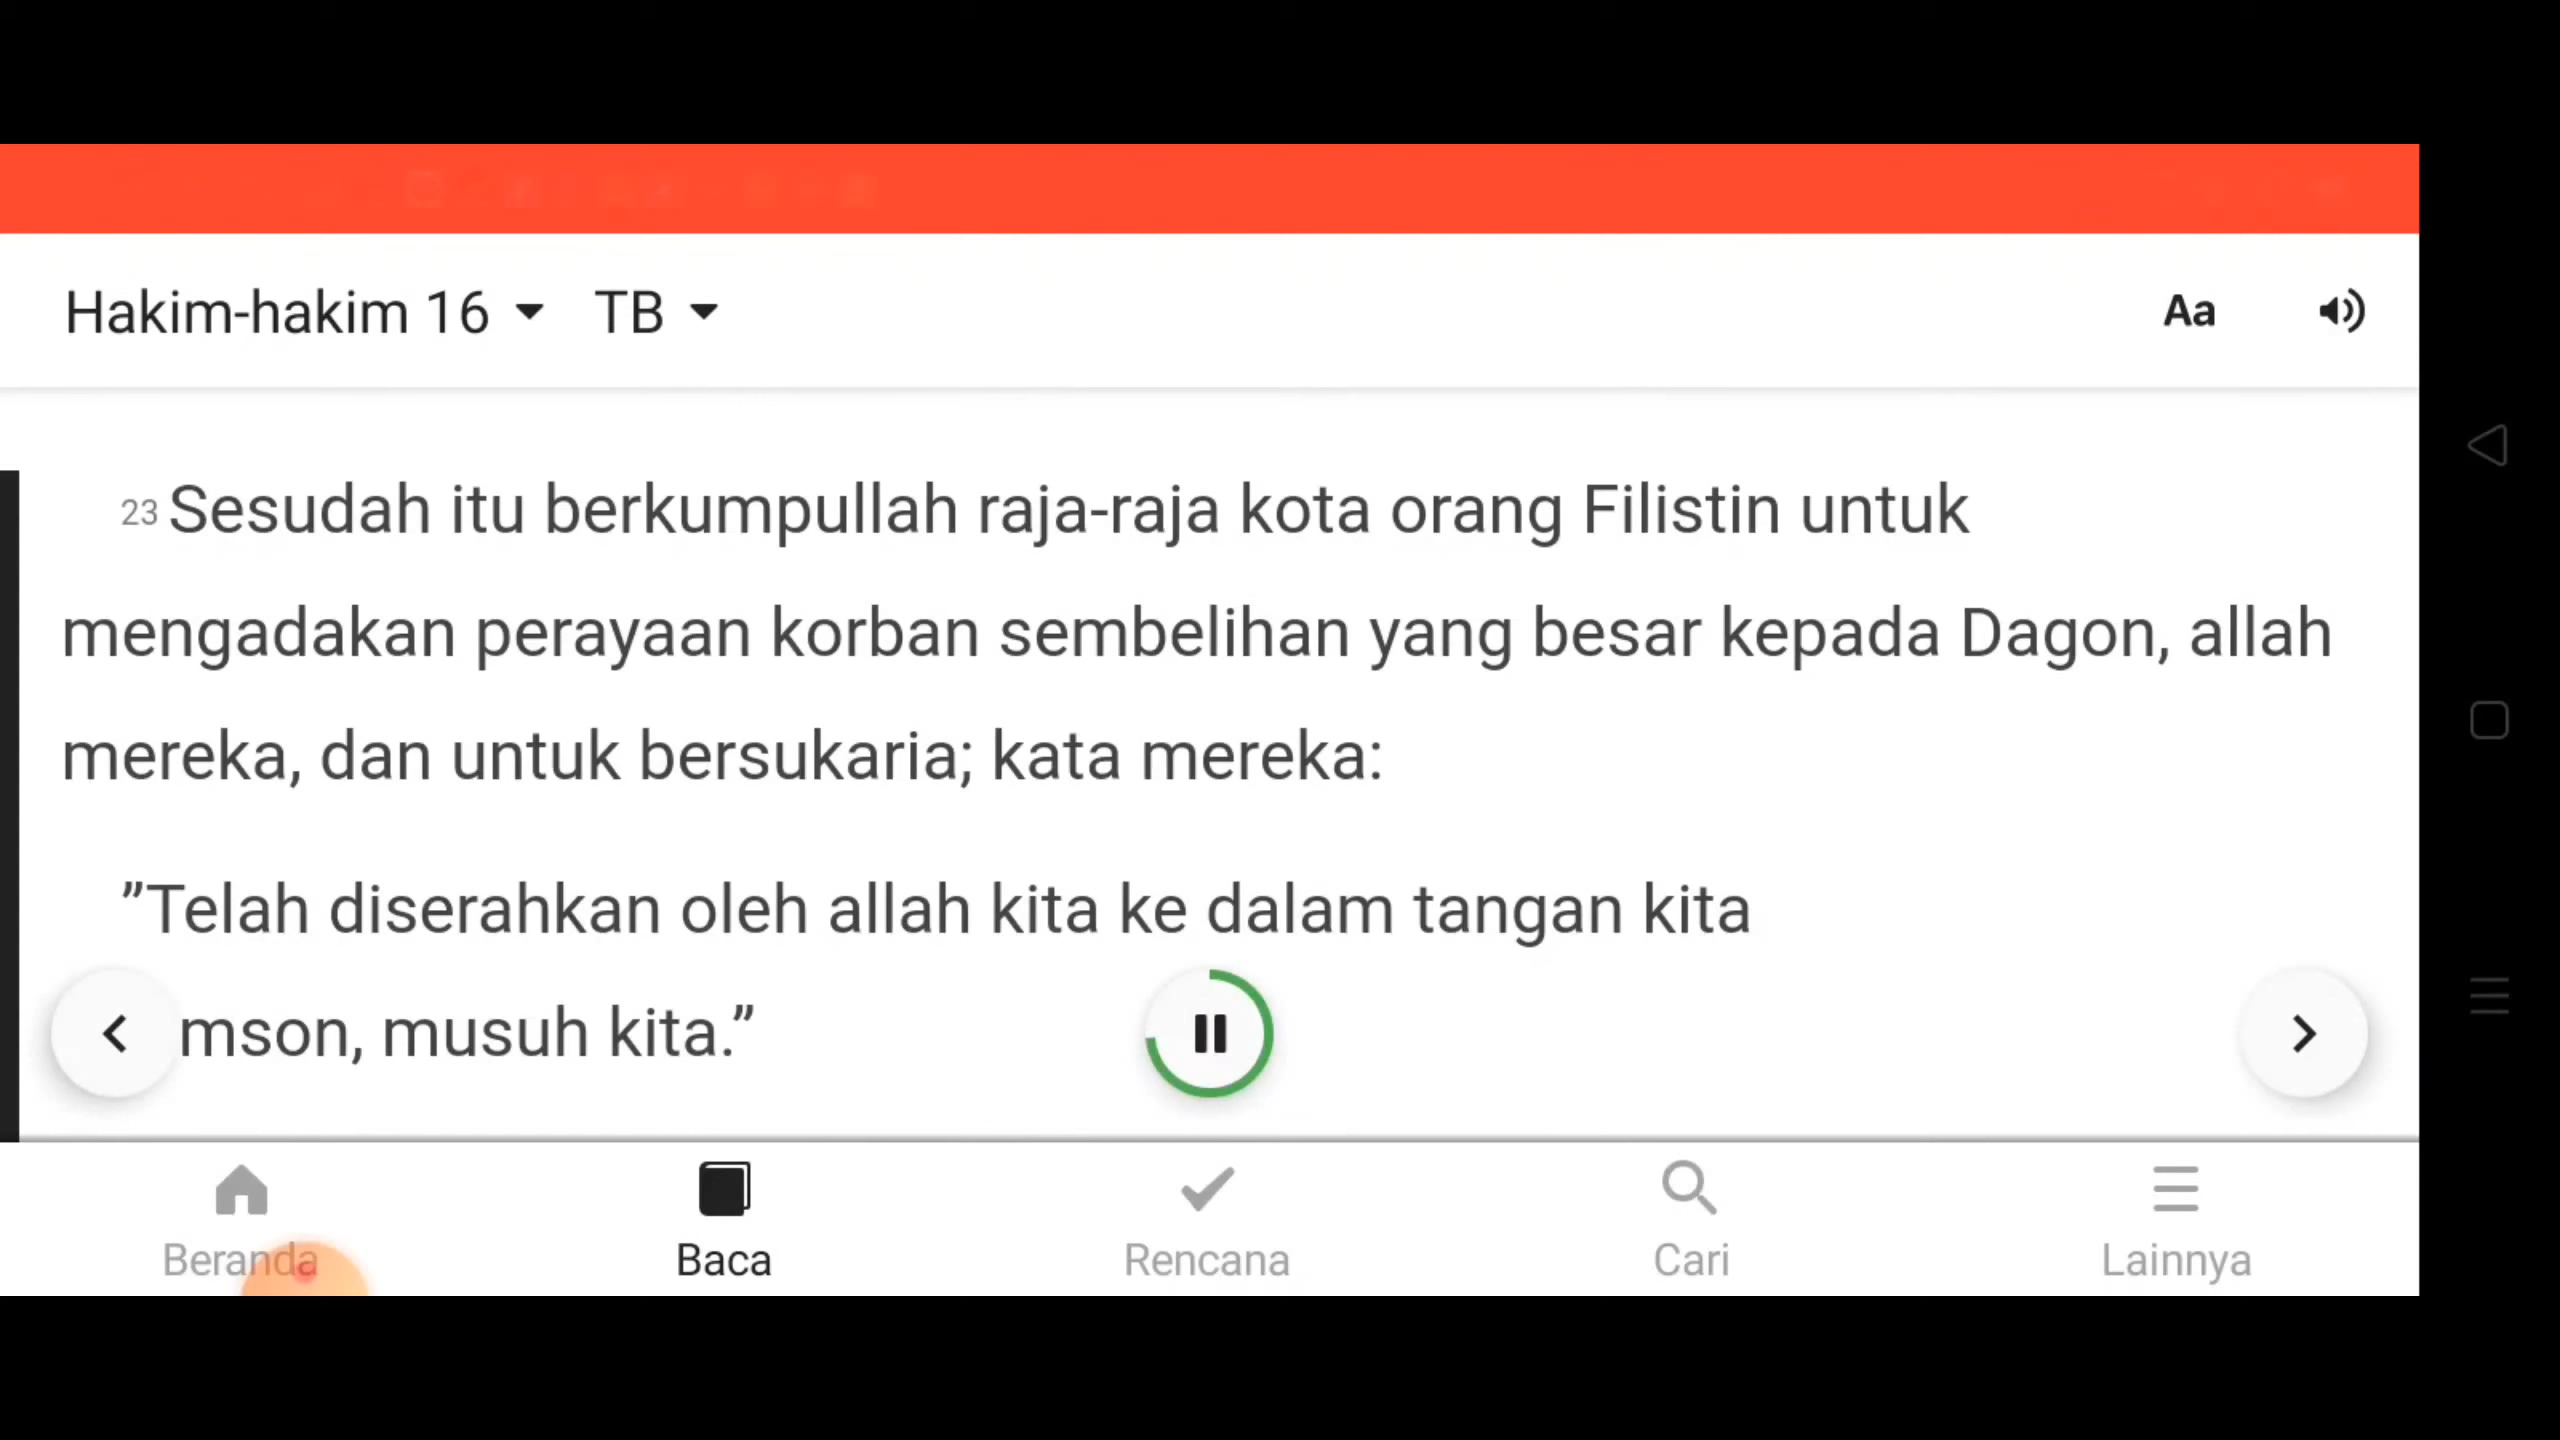 Hakim-hakim 16 TB Aa
23 Sesudah itu berkumpullah raja-raja kota orang Filistin untuk
mengadakan perayaan korban sembelihan yang besar kepada Dagon, allah
mereka, dan untuk bersukaria; kata mereka:
”Telah diserahkan oleh allah kita ke dalam tangan kita
mson, musuh kita.”
Beranda Baca Rencana Cari Lainnya